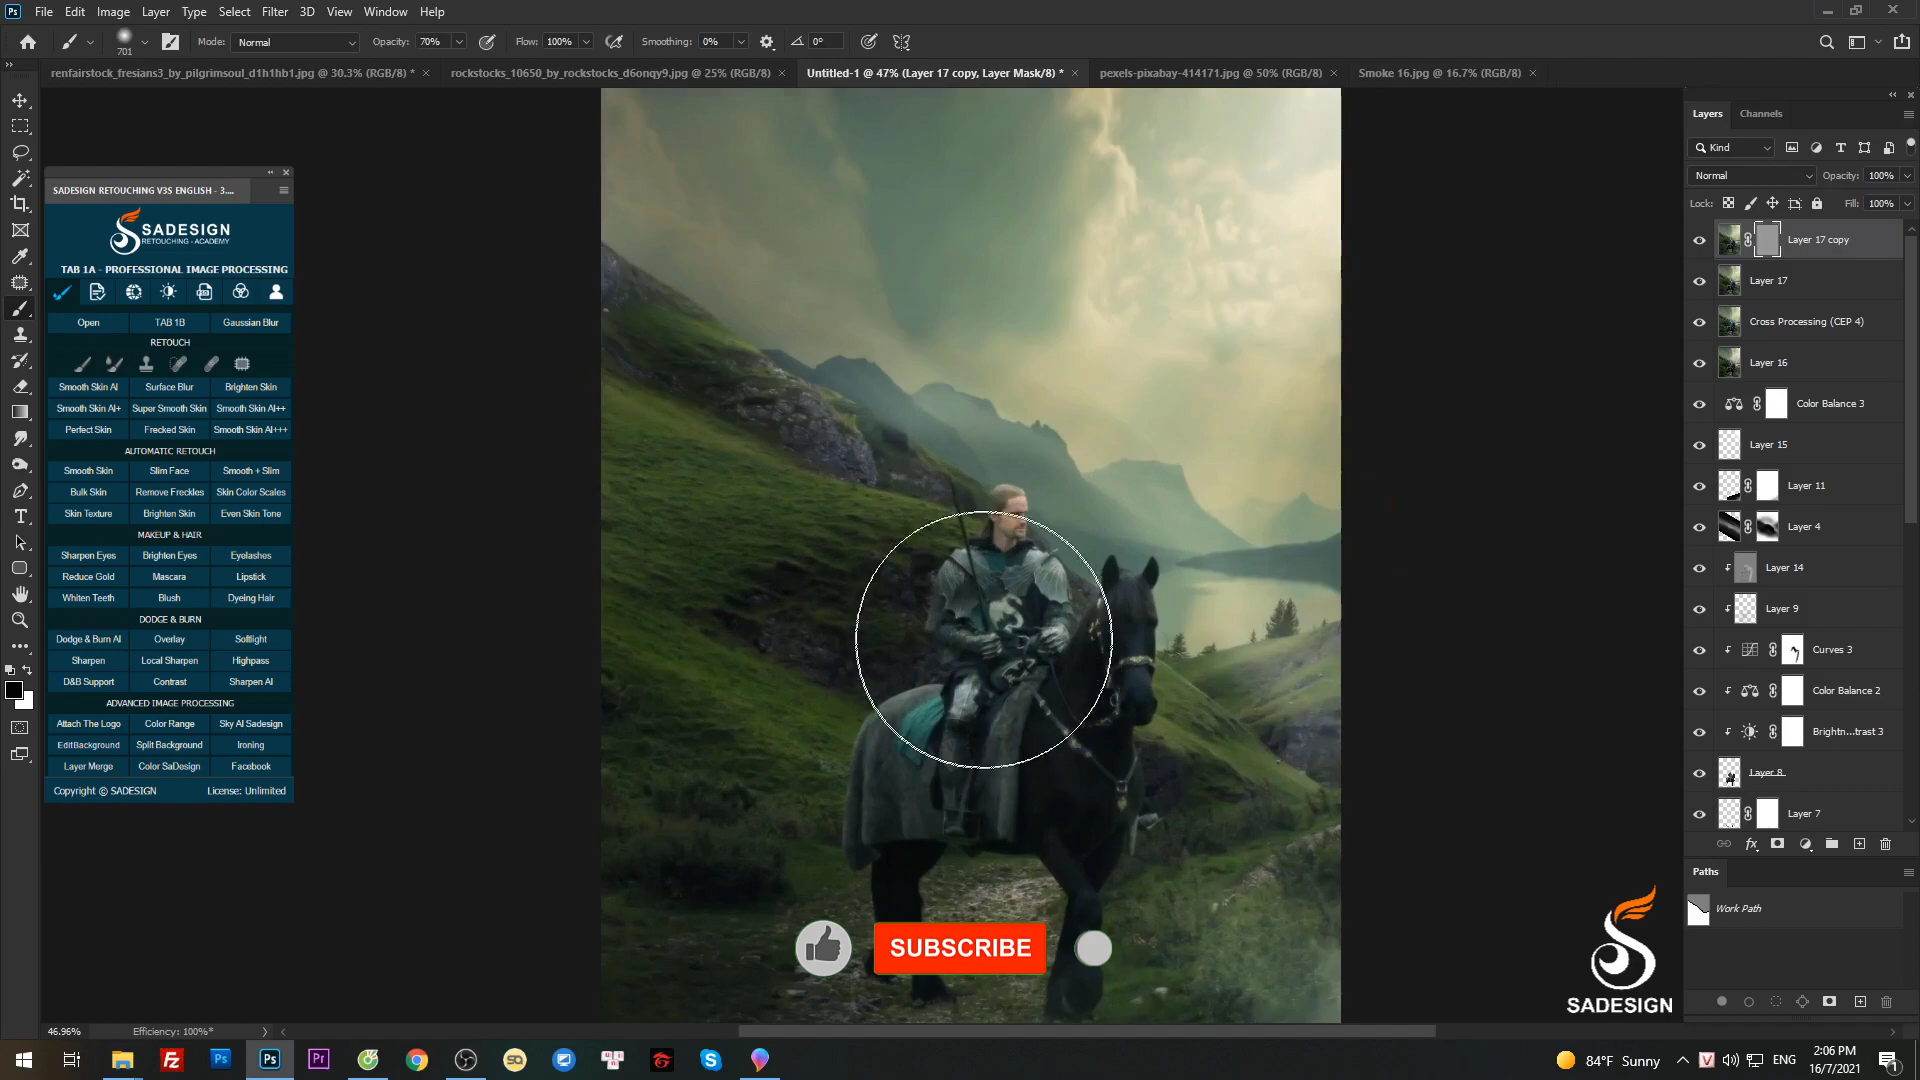 Ps File Edit Image Layer Type Select Filter 3D View Window Help
701 Mode: Normal Opacity: 70% Flow: 100% Smoothing: 0% 0°
renfairstock_fresians3_by_pilgrimsoul_d1h1hb1.jpg @ 30.3% (RGB/8) * × rockstocks_10650_by_rockstocks_d6onqy9.jpg @ 25% (RGB/8) × Untitled-1 @ 47% (Layer 17 copy, Layer Mask/8) * × pexels-pixabay-414171.jpg @ 50% (RGB/8) × Smoke 16.jpg @ 16.7% (RGB/8) ×
SADESIGN RETOUCHING V3S ENGLISH - 3....
SADESIGN
RETOUCHING - ACADEMY
TAB 1A - PROFESSIONAL IMAGE PROCESSING
Open TAB 1B Gaussian Blur
RETOUCH
Smooth Skin AI Surface Blur Brighten Skin
Smooth Skin AI+ Super Smooth Skin Smooth Skin AI++
Perfect Skin Frecked Skin Smooth Skin AI+++
AUTOMATIC RETOUCH
Smooth Skin Slim Face Smooth + Slim
Bulk Skin Remove Freckles Skin Color Scales
Skin Texture Brighten Skin Even Skin Tone
MAKEUP & HAIR
Sharpen Eyes Brighten Eyes Eyelashes
Reduce Gold Mascara Lipstick
Whiten Teeth Blush Dyeing Hair
DODGE & BURN
Dodge & Burn AI Overlay Softlight
Sharpen Local Sharpen Highpass
D&B Support Contrast Sharpen AI
ADVANCED IMAGE PROCESSING
Attach The Logo Color Range Sky AI Sadesign
EditBackground Split Background Ironing
Layer Merge Color SaDesign Facebook
Copyright © SADESIGN License: Unlimited
SUBSCRIBE
SADESIGN
Layers Channels
Kind
Normal Opacity: 100%
Lock: Fill: 100%
Layer 17 copy
Layer 17
Cross Processing (CEP 4)
Layer 16
Color Balance 3
Layer 15
Layer 11
Layer 4
Layer 14
Layer 9
Curves 3
Color Balance 2
Brightn...trast 3
Layer 8
Layer 7
fx
Paths
Work Path
46.96% Efficiency: 100%*
84°F Sunny ENG 2:06 PM
16/7/2021